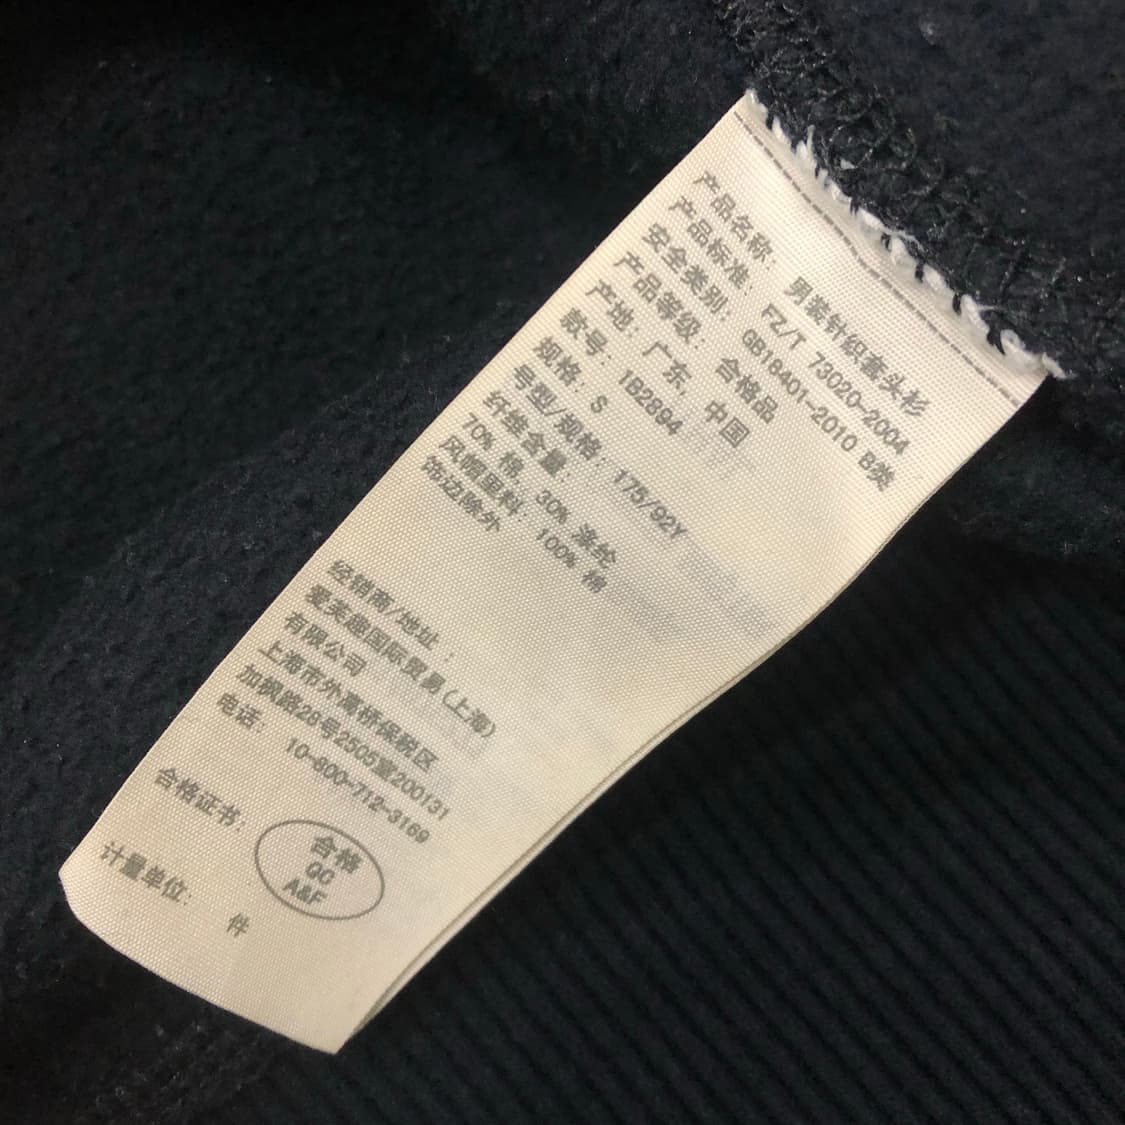 产品名称: 男装针织套头衫
产品标准: FZ/T 73020-2004
安全类别: GB18401-2010 B类
产品等级: 合格品
产地: 广东, 中国
款号: 1B2894
规格: S
号型/规格: 175/92Y
纤维含量:
70% 棉, 30% 涤纶
风帽里料: 100% 棉
饰边除外
经销商/地址 :
爱芙趣国际贸易(上海)
有限公司
上海市外高桥保税区
加枫路28号2505室200131
电话: 10-800-712-3169
合格证书: 合格
QC
A&F
计量单位: 件